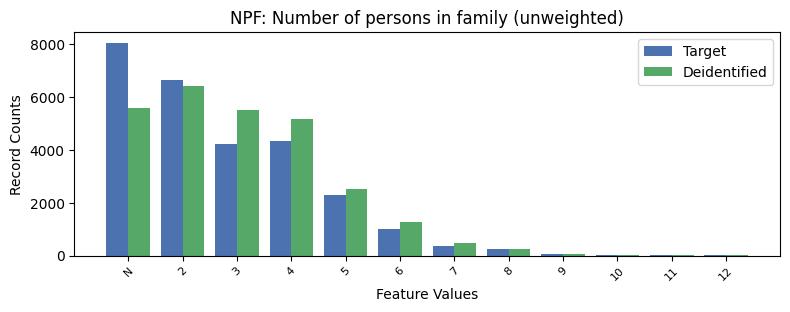 NPF: Number of persons in family (unweighted)
Target
Deidentified
Record Counts
8000
6000
4000
2000
0
N 2 3 4 5 6 7 8 9 10 11 12
Feature Values